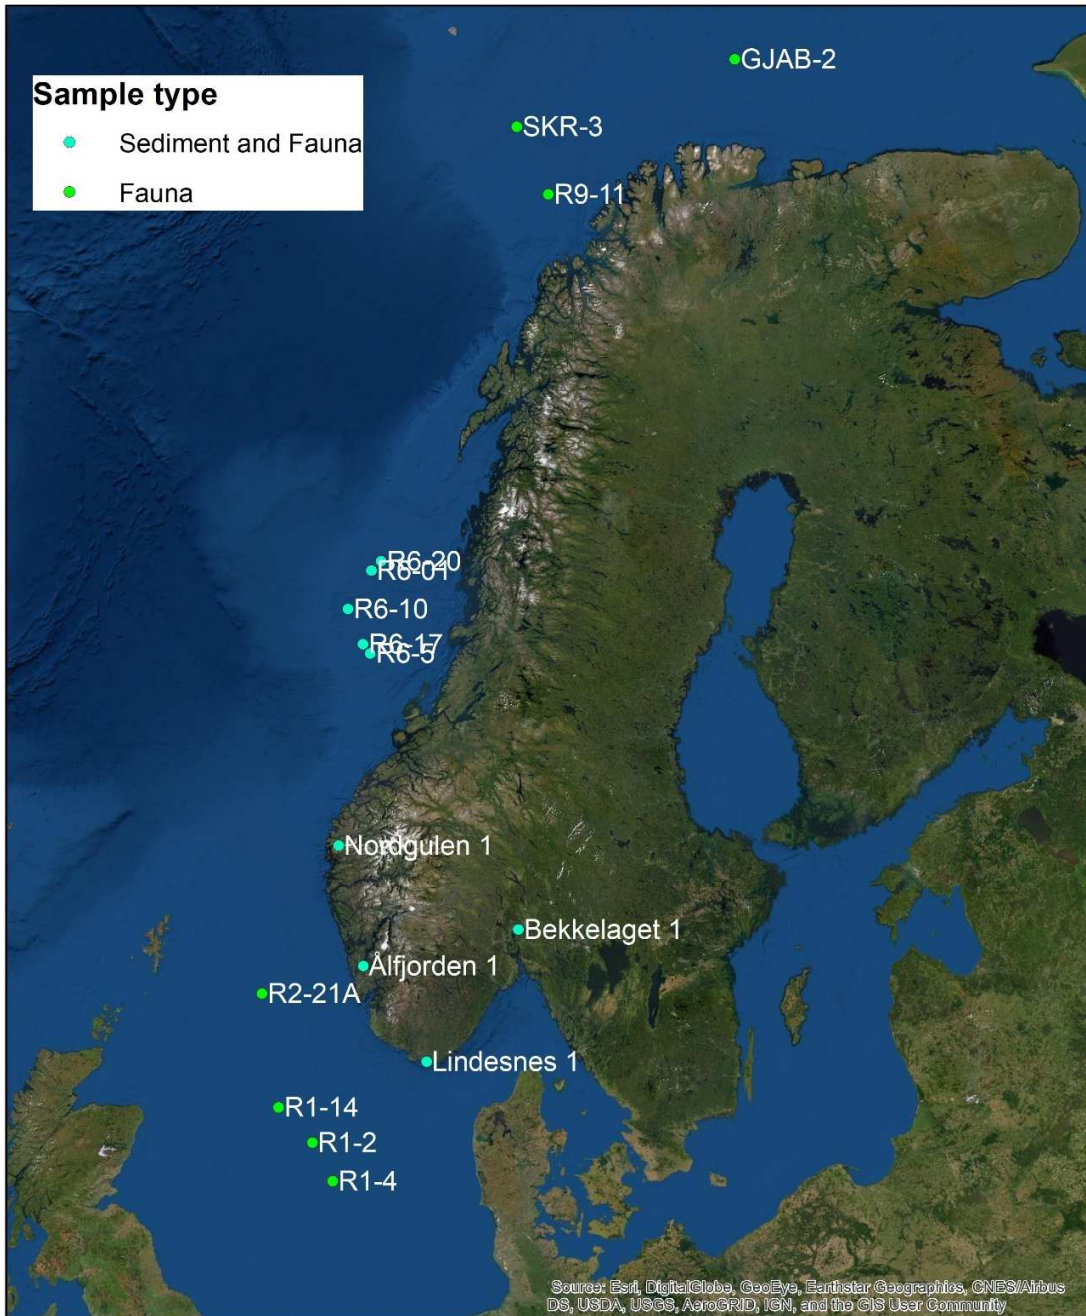 GJAB-2
Sample type
Sediment and Fauna
Fauna
SKR-3
R9-11
R6-20
R6-01
R6-10
R6-17
R6-5
Nordgulen 1
Bekkelaget 1
Ålfjorden 1
R2-21A
Lindesnes 1
R1-14
R1-2
R1-4
Source: Esri, DigitalGlobe, GeoEye, Earthstar Geographics, CNES/Airbus
DS, USDA, USGS, AeroGRID, IGN, and the GIS User Community